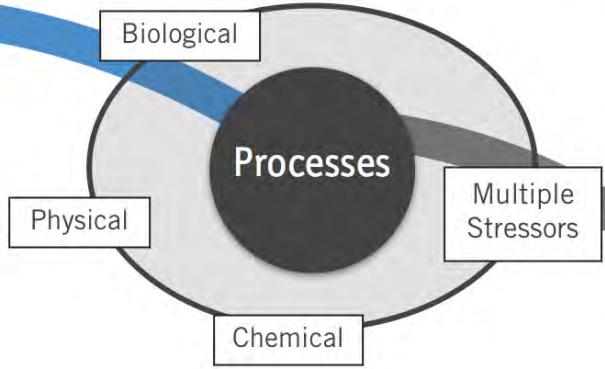 Biological
Processes
Physical
Multiple
Stressors
Chemical